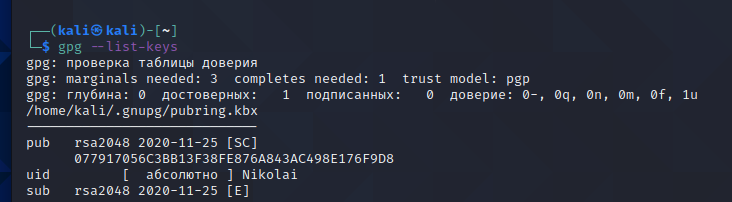 ┌──(kali㉿kali)-[~]
└─$ gpg --list-keys
gpg: проверка таблицы доверия
gpg: marginals needed: 3  completes needed: 1  trust model: pgp
gpg: глубина: 0  достоверных:   1  подписанных:   0  доверие: 0-, 0q, 0n, 0m, 0f, 1u
/home/kali/.gnupg/pubring.kbx
-----------------------------
pub   rsa2048 2020-11-25 [SC]
      077917056C3BB13F38FE876A843AC498E176F9D8
uid         [  абсолютно ] Nikolai
sub   rsa2048 2020-11-25 [E]